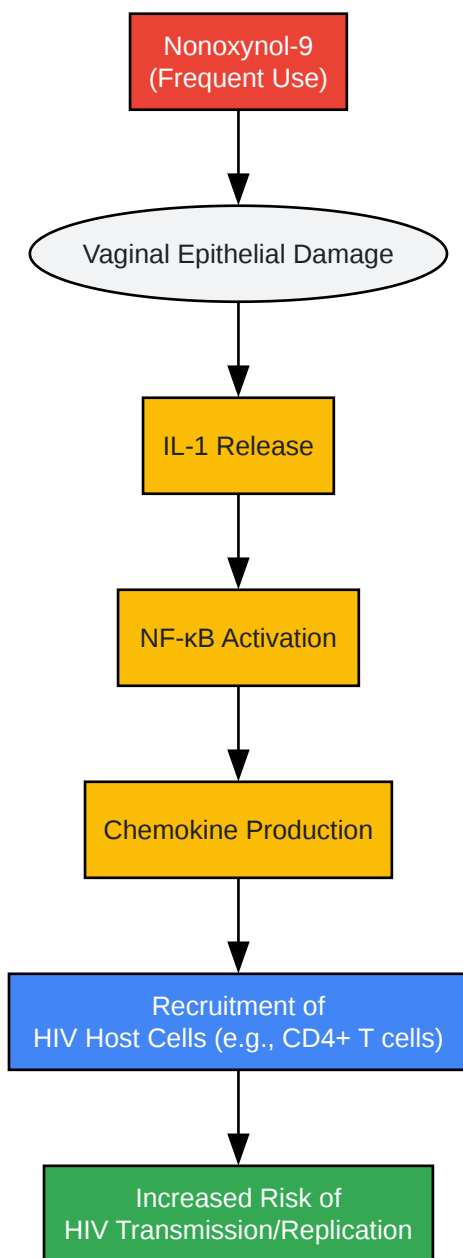 Nonoxynol-9
(Frequent Use)
Vaginal Epithelial Damage
IL-1 Release
NF-κB Activation
Chemokine Production
Recruitment of
HIV Host Cells (e.g., CD4+ T cells)
Increased Risk of
HIV Transmission/Replication